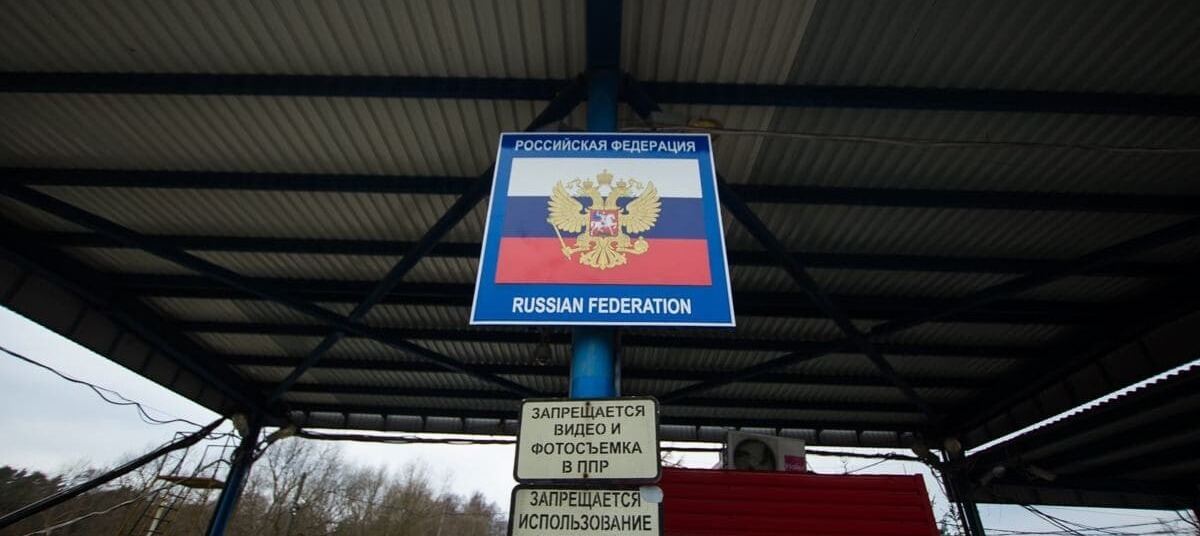 РОССИЙСКАЯ ФЕДЕРАЦИЯ
RUSSIAN FEDERATION
ЗАПРЕЩАЕТСЯ
ВИДЕО И
ФОТОСЪЕМКА
В ППР
ЗАПРЕЩАЕТСЯ
ИСПОЛЬЗОВАНИЕ